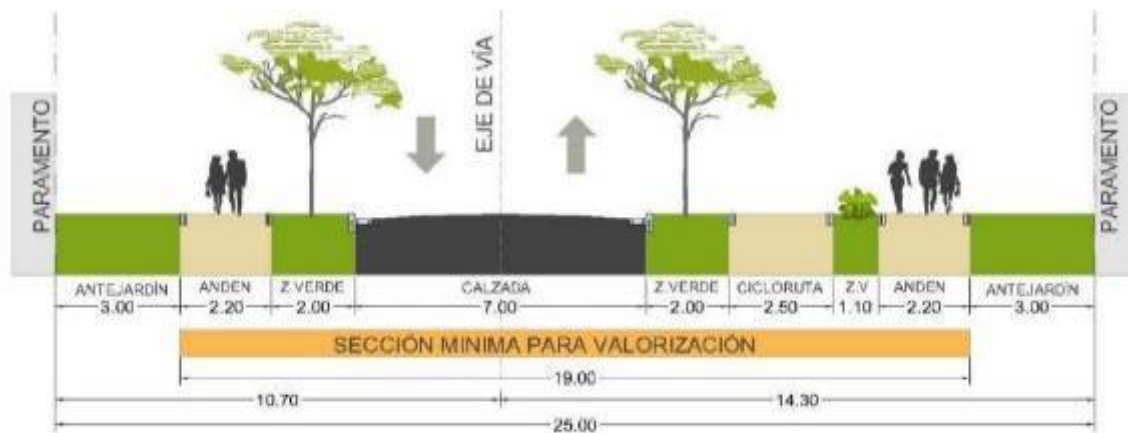 PARAMENTO
EJE DE VÍA
PARAMENTO
ANTEJARDÍN ANDEN Z.VERDE CALZADA Z.VERDE CICLORUTA Z.V ANDEN ANTEJARDÍN
3.00 2.20 2.00 7.00 2.00 2.50 1.10 2.20 3.00
SECCIÓN MINIMA PARA VALORIZACIÓN
19.00
10.70 14.30
25.00